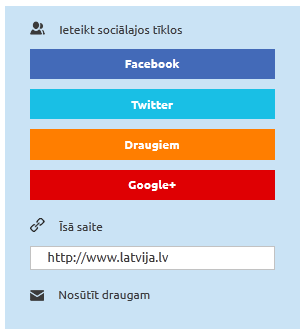 Ieteikt sociālajos tīklos
Facebook
Twitter
Draugiem
Google+
Īsā saite
http://www.latvija.lv
Nosūtīt draugam